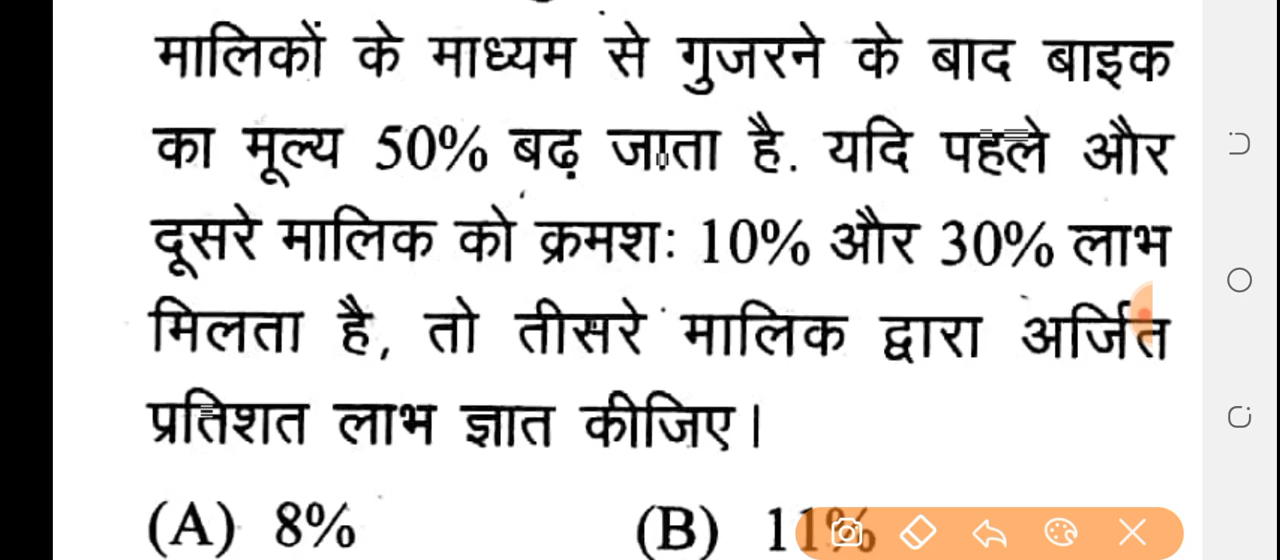 मालिकों के माध्यम से गुजरने के बाद बाइक
का मूल्य 50% बढ़ जाता है. यदि पहले और
दूसरे मालिक को क्रमशः 10% और 30% लाभ
मिलता है, तो तीसरे मालिक द्वारा अर्जित
प्रतिशत लाभ ज्ञात कीजिए।
(A) 8% (B) 11%